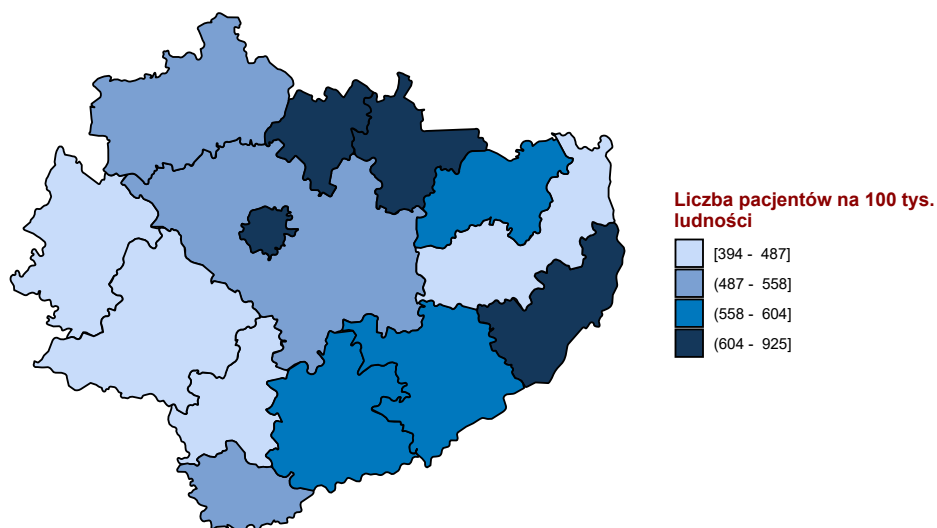 Liczba pacjentów na 100 tys.
ludności
[394 - 487]
(487 - 558]
(558 - 604]
(604 - 925]